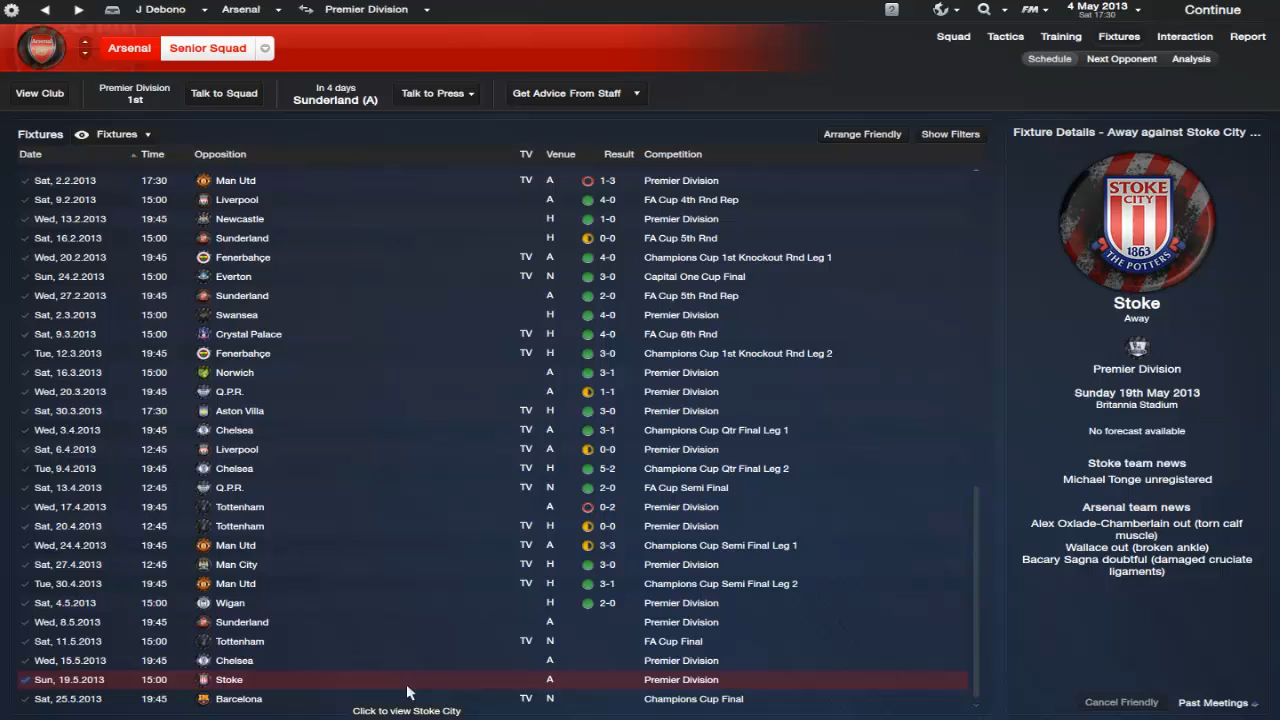 J Debono Arsenal Premier Division ? FM 4 May 2013 Sat 17:30 Continue
Arsenal Senior Squad
Squad Tactics Training Fixtures Interaction Report
Schedule Next Opponent Analysis
View Club Premier Division 1st Talk to Squad In 4 days Sunderland (A) Talk to Press Get Advice From Staff
Fixtures Fixtures Arrange Friendly Show Filters
Date Time Opposition TV Venue Result Competition
Sat, 2.2.2013 17:30 Man Utd TV A 1-3 Premier Division
Sat, 9.2.2013 15:00 Liverpool A 4-0 FA Cup 4th Rnd Rep
Wed, 13.2.2013 19:45 Newcastle H 1-0 Premier Division
Sat, 16.2.2013 15:00 Sunderland H 0-0 FA Cup 5th Rnd
Wed, 20.2.2013 19:45 Fenerbahçe TV A 4-0 Champions Cup 1st Knockout Rnd Leg 1
Sun, 24.2.2013 15:00 Everton TV N 3-0 Capital One Cup Final
Wed, 27.2.2013 19:45 Sunderland A 2-0 FA Cup 5th Rnd Rep
Sat, 2.3.2013 15:00 Swansea H 4-0 Premier Division
Sat, 9.3.2013 15:00 Crystal Palace TV H 4-0 FA Cup 6th Rnd
Tue, 12.3.2013 19:45 Fenerbahçe TV H 3-0 Champions Cup 1st Knockout Rnd Leg 2
Sat, 16.3.2013 15:00 Norwich A 3-1 Premier Division
Wed, 20.3.2013 19:45 Q.P.R. A 1-1 Premier Division
Sat, 30.3.2013 17:30 Aston Villa TV H 3-0 Premier Division
Wed, 3.4.2013 19:45 Chelsea TV A 3-1 Champions Cup Qtr Final Leg 1
Sat, 6.4.2013 12:45 Liverpool TV A 0-0 Premier Division
Tue, 9.4.2013 19:45 Chelsea TV H 5-2 Champions Cup Qtr Final Leg 2
Sat, 13.4.2013 12:45 Q.P.R. TV N 2-0 FA Cup Semi Final
Wed, 17.4.2013 19:45 Tottenham A 0-2 Premier Division
Sat, 20.4.2013 12:45 Tottenham TV H 0-0 Premier Division
Wed, 24.4.2013 19:45 Man Utd TV A 3-3 Champions Cup Semi Final Leg 1
Sat, 27.4.2013 12:45 Man City TV H 3-0 Premier Division
Tue, 30.4.2013 19:45 Man Utd TV H 3-1 Champions Cup Semi Final Leg 2
Sat, 4.5.2013 15:00 Wigan H 2-0 Premier Division
Wed, 8.5.2013 19:45 Sunderland A Premier Division
Sat, 11.5.2013 15:00 Tottenham TV N FA Cup Final
Wed, 15.5.2013 19:45 Chelsea A Premier Division
Sun, 19.5.2013 15:00 Stoke A Premier Division
Sat, 25.5.2013 19:45 Barcelona TV N Champions Cup Final
Click to view Stoke City
Fixture Details - Away against Stoke City ...
STOKE
CITY
1863
THE POTTERS
Stoke
Away
Premier Division
Sunday 19th May 2013
Britannia Stadium
No forecast available
Stoke team news
Michael Tonge unregistered
Arsenal team news
Alex Oxlade-Chamberlain out (torn calf
muscle)
Wallace out (broken ankle)
Bacary Sagna doubtful (damaged cruciate
ligaments)
Cancel Friendly Past Meetings